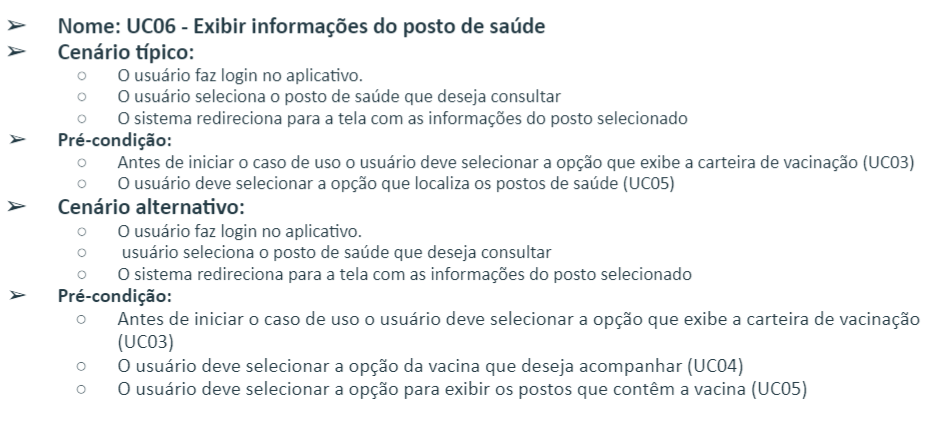 ➢ Nome: UC06 - Exibir informações do posto de saúde
➢ Cenário típico:
○ O usuário faz login no aplicativo.
○ O usuário seleciona o posto de saúde que deseja consultar
○ O sistema redireciona para a tela com as informações do posto selecionado
➢ Pré-condição:
○ Antes de iniciar o caso de uso o usuário deve selecionar a opção que exibe a carteira de vacinação (UC03)
○ O usuário deve selecionar a opção que localiza os postos de saúde (UC05)
➢ Cenário alternativo:
○ O usuário faz login no aplicativo.
○ usuário seleciona o posto de saúde que deseja consultar
○ O sistema redireciona para a tela com as informações do posto selecionado
➢ Pré-condição:
○ Antes de iniciar o caso de uso o usuário deve selecionar a opção que exibe a carteira de vacinação
(UC03)
○ O usuário deve selecionar a opção da vacina que deseja acompanhar (UC04)
○ O usuário deve selecionar a opção para exibir os postos que contêm a vacina (UC05)